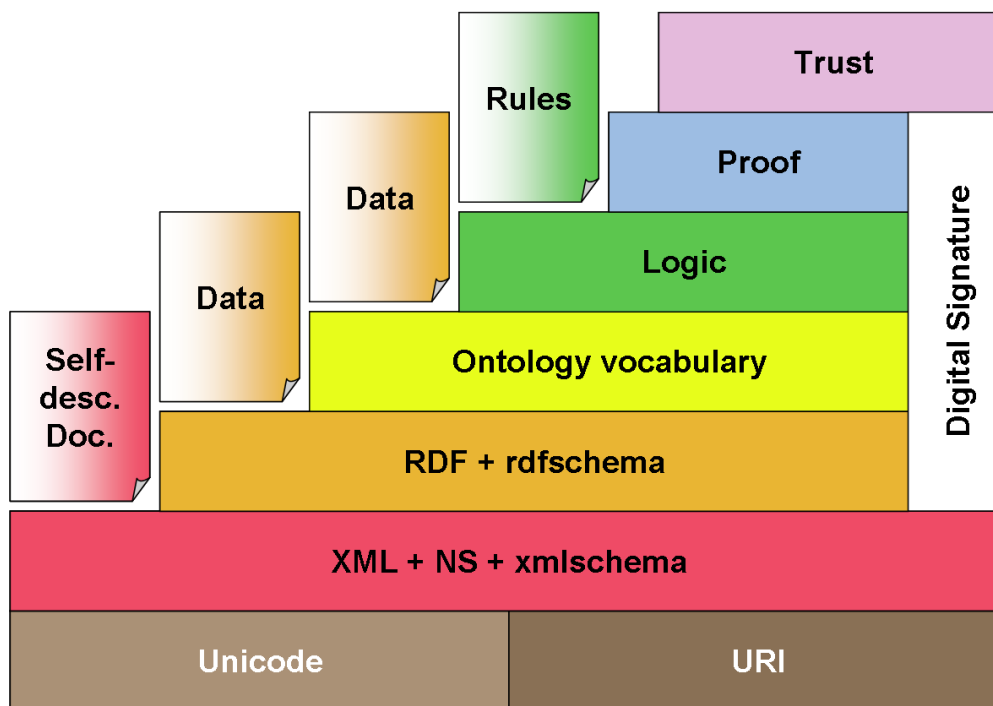 Trust
Rules
Proof
Data
Logic
Data
Digital Signature
Self-
desc.
Doc.
Ontology vocabulary
RDF + rdfschema
XML + NS + xmlschema
Unicode
URI